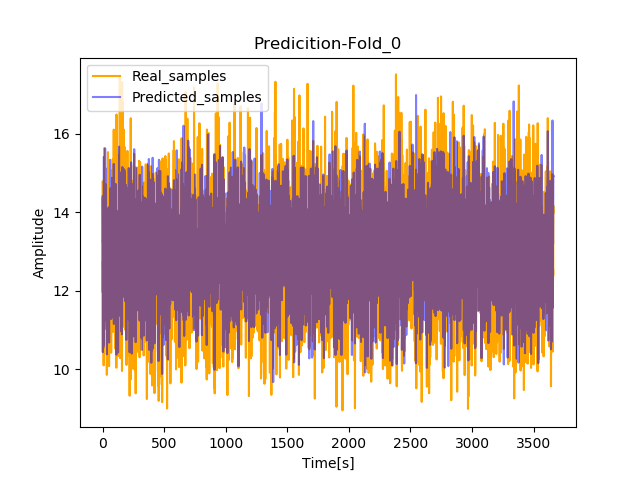 Predicition-Fold_0
Real_samples
Predicted_samples
Amplitude
16
14
12
10
0 500 1000 1500 2000 2500 3000 3500
Time[s]